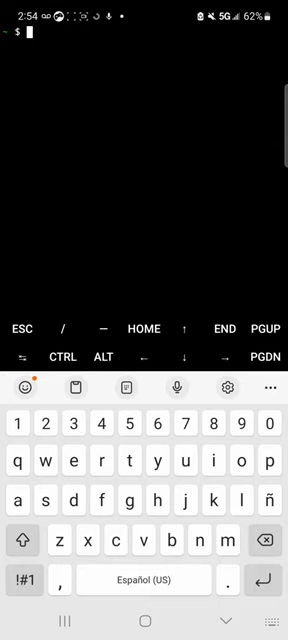 2:54 5G 62%
~ $
ESC / — HOME ↑ END PGUP
↹ CTRL ALT ← ↓ → PGDN
1 2 3 4 5 6 7 8 9 0
q w e r t y u i o p
a s d f g h j k l ñ
z x c v b n m
!#1 , Español (US) .